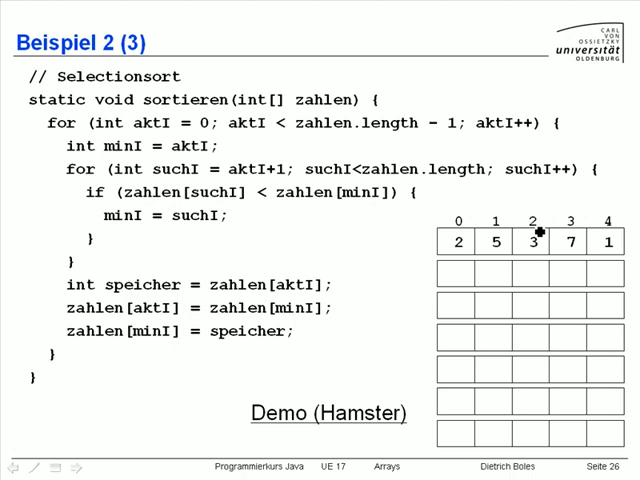 Beispiel 2 (3)
CARL
VON
OSSIETZKY
universität
OLDENBURG
// Selectionsort
static void sortieren(int[] zahlen) {
for (int aktI = 0; aktI < zahlen.length - 1; aktI++) {
int minI = aktI;
for (int suchI = aktI+1; suchI<zahlen.length; suchI++) {
if (zahlen[suchI] < zahlen[minI]) {
minI = suchI;
}
}
int speicher = zahlen[aktI];
zahlen[aktI] = zahlen[minI];
zahlen[minI] = speicher;
}
}
0 1 2 3 4
2 5 3 7 1
Demo (Hamster)
Programmierkurs Java UE 17 Arrays Dietrich Boles Seite 26